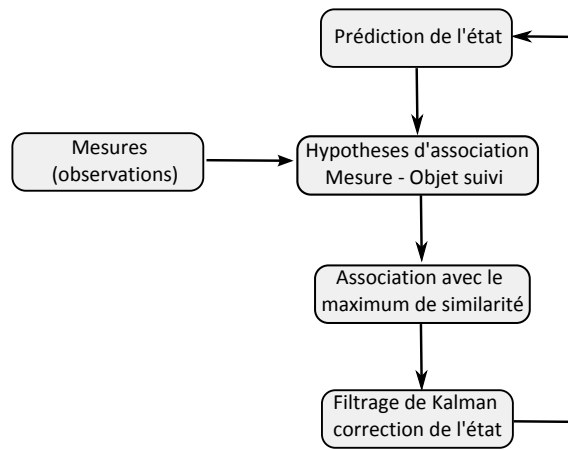 Prédiction de l'état
Mesures
(observations)
Hypotheses d'association
Mesure - Objet suivi
Association avec le
maximum de similarité
Filtrage de Kalman
correction de l'état